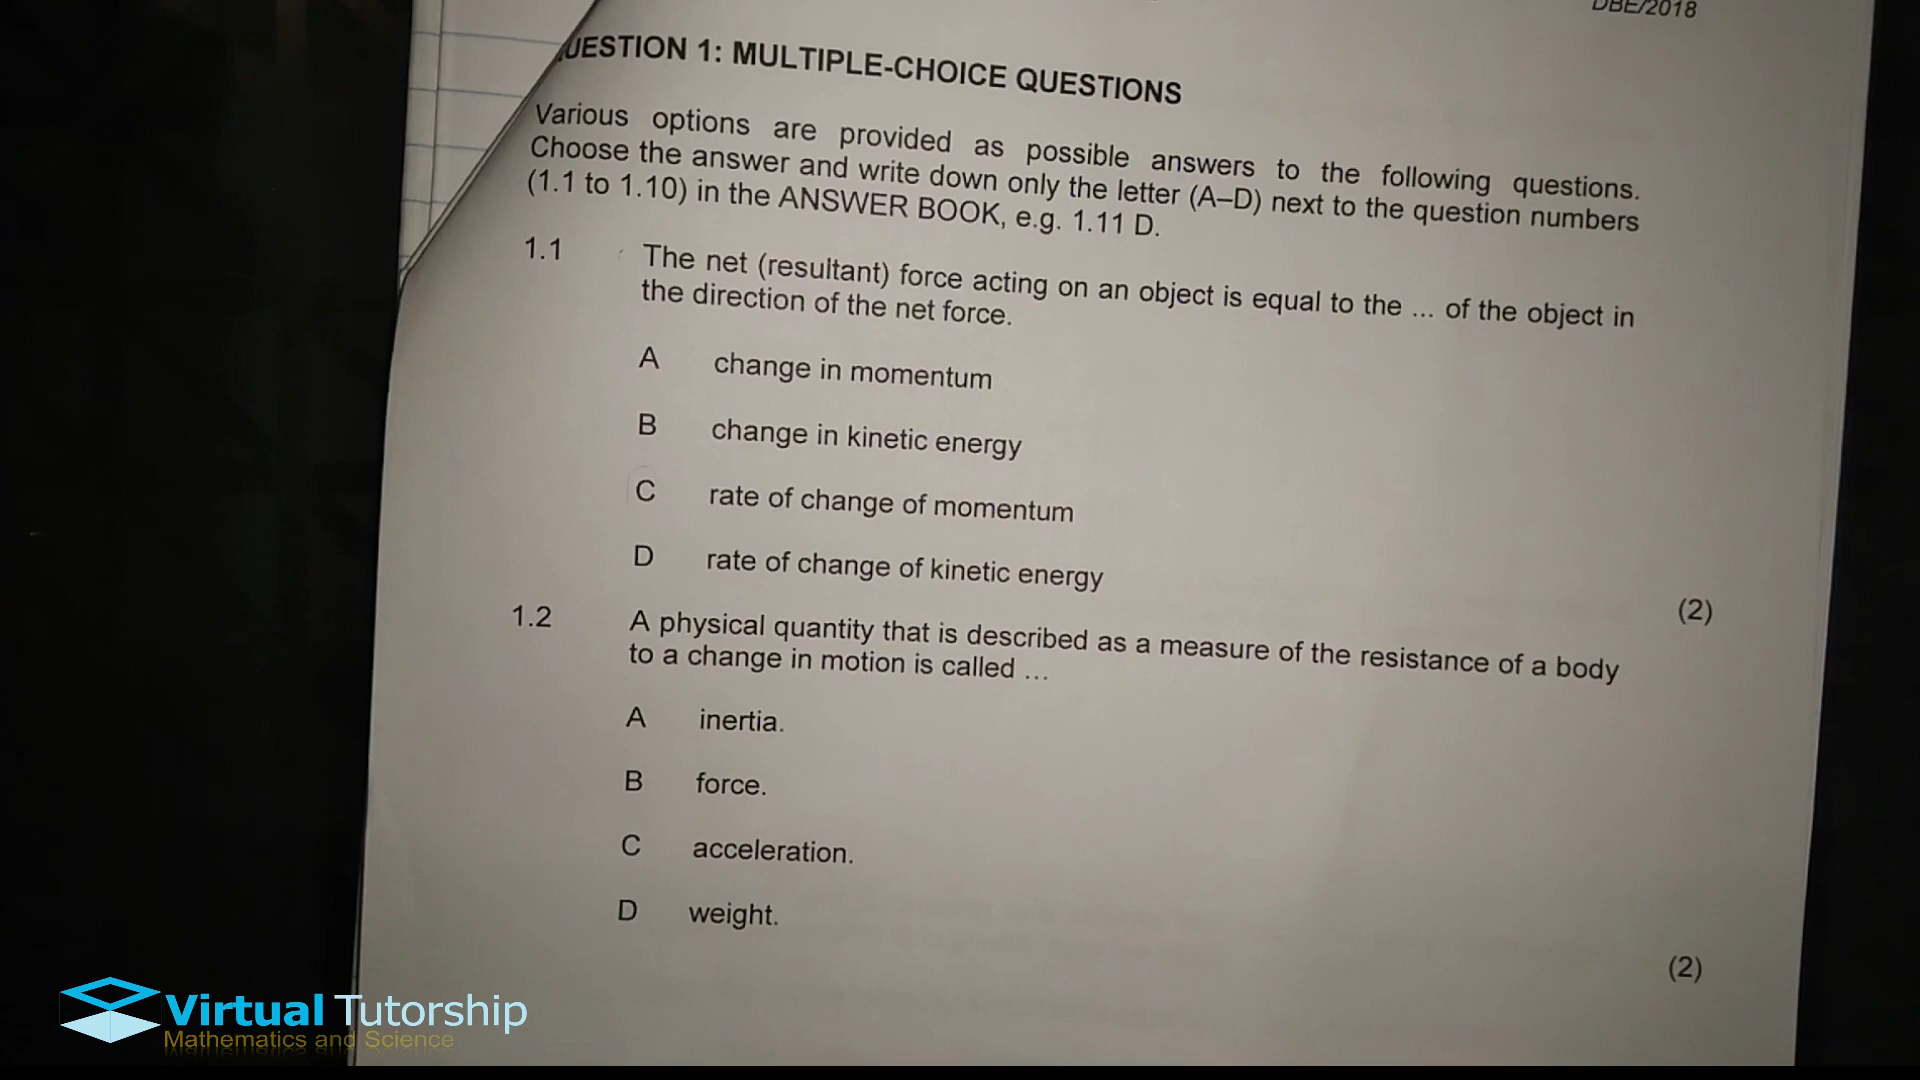 DBE/2018
UESTION 1: MULTIPLE-CHOICE QUESTIONS
Various options are provided as possible answers to the following questions.
Choose the answer and write down only the letter (A–D) next to the question numbers
(1.1 to 1.10) in the ANSWER BOOK, e.g. 1.11 D.
1.1 The net (resultant) force acting on an object is equal to the ... of the object in
the direction of the net force.
A change in momentum
B change in kinetic energy
C rate of change of momentum
D rate of change of kinetic energy
(2)
1.2 A physical quantity that is described as a measure of the resistance of a body
to a change in motion is called ...
A inertia.
B force.
C acceleration.
D weight.
(2)
Virtual Tutorship
Mathematics and Science